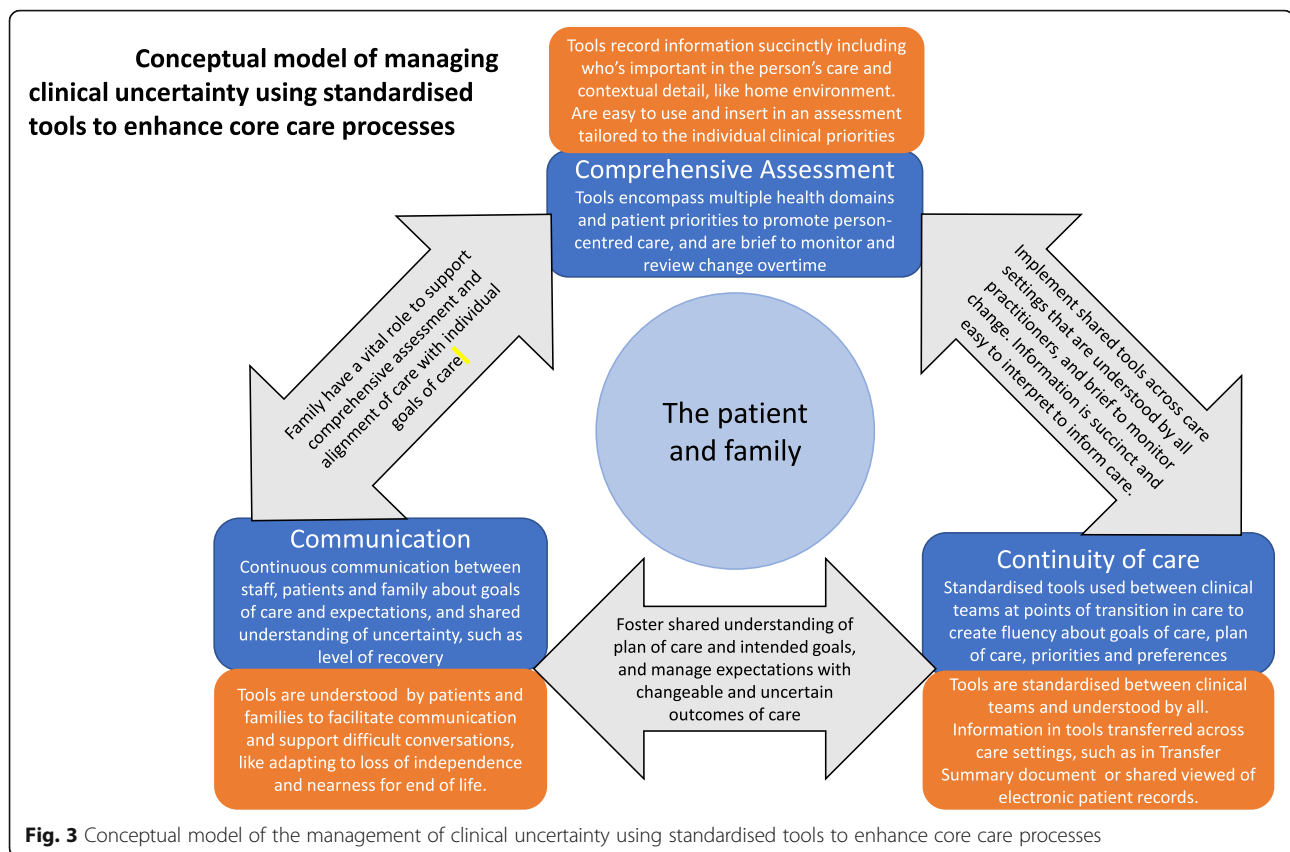 Conceptual model of managing
clinical uncertainty using standardised
tools to enhance core care processes
Tools record information succinctly including
who's important in the person's care and
contextual detail, like home environment.
Are easy to use and insert in an assessment
tailored to the individual clinical priorities
Comprehensive Assessment
Tools encompass multiple health domains
and patient priorities to promote person-
centred care, and are brief to monitor and
review change overtime
Family have a vital role to support
comprehensive assessment and
alignment of care with individual
goals of care
Implement shared tools across care
settings that are understood by all
practitioners, and brief to monitor
change. Information is succinct and
easy to interpret to inform care.
The patient
and family
Communication
Continuous communication between
staff, patients and family about goals
of care and expectations, and shared
understanding of uncertainty, such as
level of recovery
Tools are understood by patients and
families to facilitate communication
and support difficult conversations,
like adapting to loss of independence
and nearness for end of life.
Foster shared understanding of
plan of care and intended goals,
and manage expectations with
changeable and uncertain
outcomes of care
Continuity of care
Standardised tools used between clinical
teams at points of transition in care to
create fluency about goals of care, plan
of care, priorities and preferences
Tools are standardised between clinical
teams and understood by all.
Information in tools transferred across
care settings, such as in Transfer
Summary document or shared viewed of
electronic patient records.
Fig. 3 Conceptual model of the management of clinical uncertainty using standardised tools to enhance core care processes